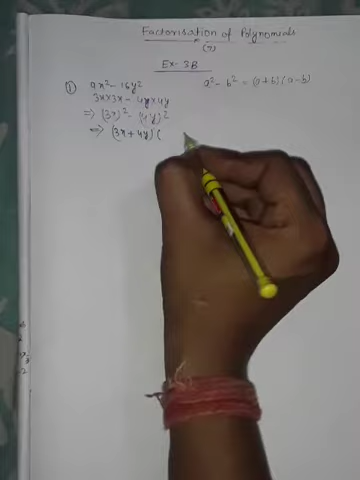 Factorisation of Polynomials
Ex- 3B
① 9x² - 16y²
a² - b² = (a+b) (a-b)
3x×3x - 4y×4y
⇒ (3x)² - (4y)²
⇒ (3x + 4y) (